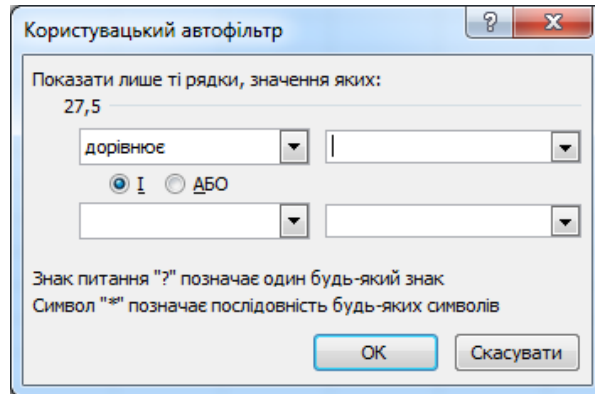 Користувацький автофільтр
?
Показати лише ті рядки, значення яких:
27,5
дорівнює
І АБО
Знак питання "?" позначає один будь-який знак
Символ "*" позначає послідовність будь-яких символів
ОК Скасувати